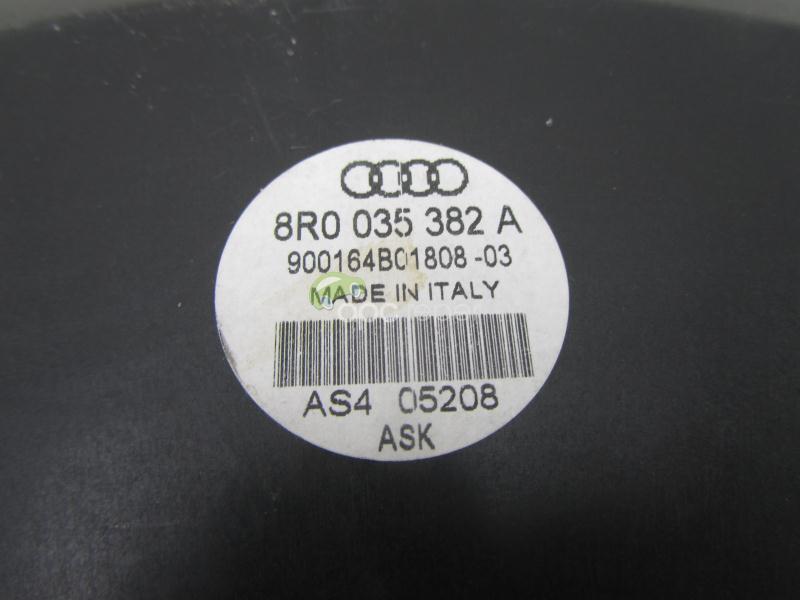 8R0 035 382 A
900164B01808-03
MADE IN ITALY
AS4 05208
ASK